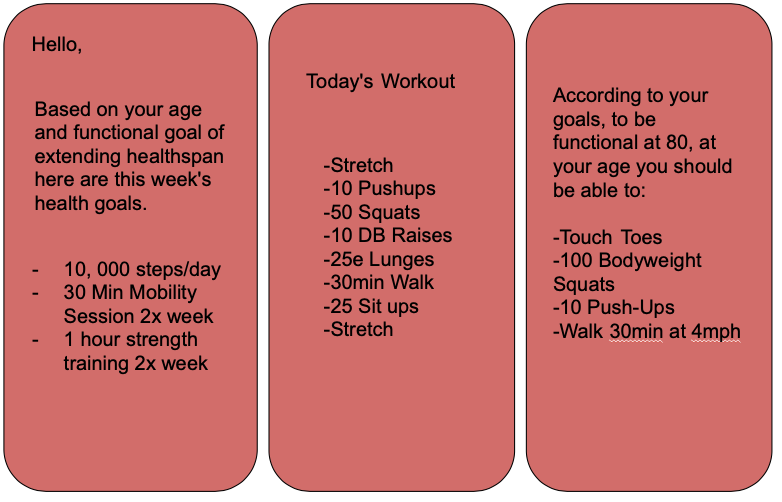 Hello,
Based on your age
and functional goal of
extending healthspan
here are this week's
health goals.
- 10, 000 steps/day
- 30 Min Mobility
Session 2x week
- 1 hour strength
training 2x week
Today's Workout
-Stretch
-10 Pushups
-50 Squats
-10 DB Raises
-25e Lunges
-30min Walk
-25 Sit ups
-Stretch
According to your
goals, to be
functional at 80, at
your age you should
be able to:
-Touch Toes
-100 Bodyweight
Squats
-10 Push-Ups
-Walk 30min at 4mph